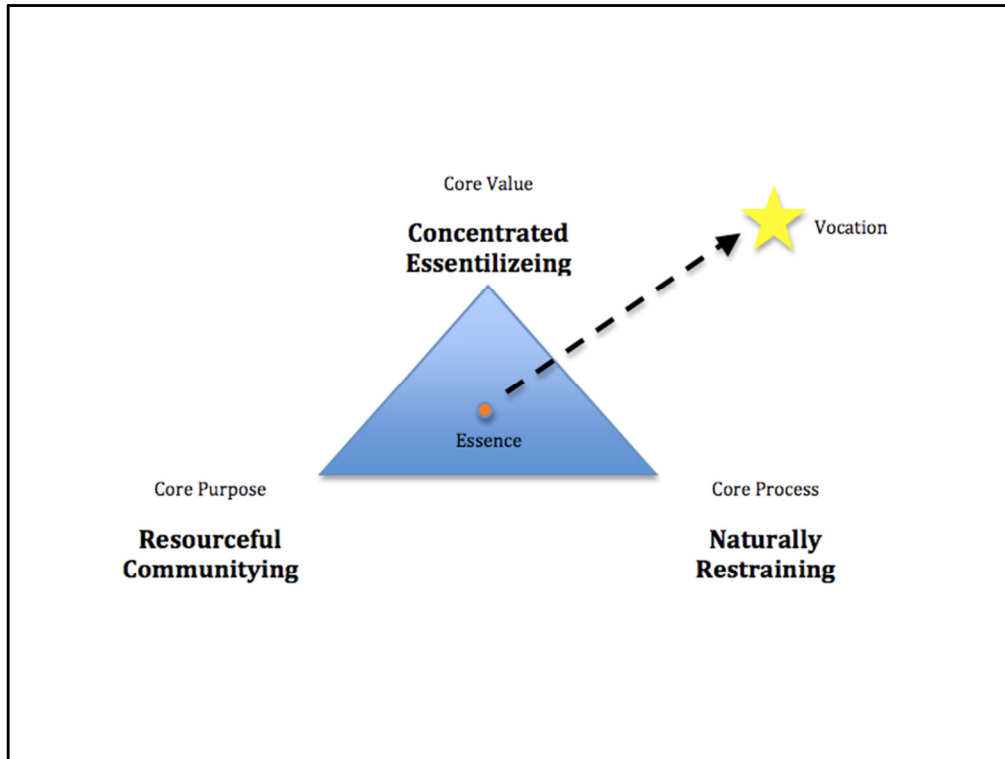 Core Value
Concentrated
Essentilizeing
Vocation
Essence
Core Purpose
Resourceful
Communitying
Core Process
Naturally
Restraining